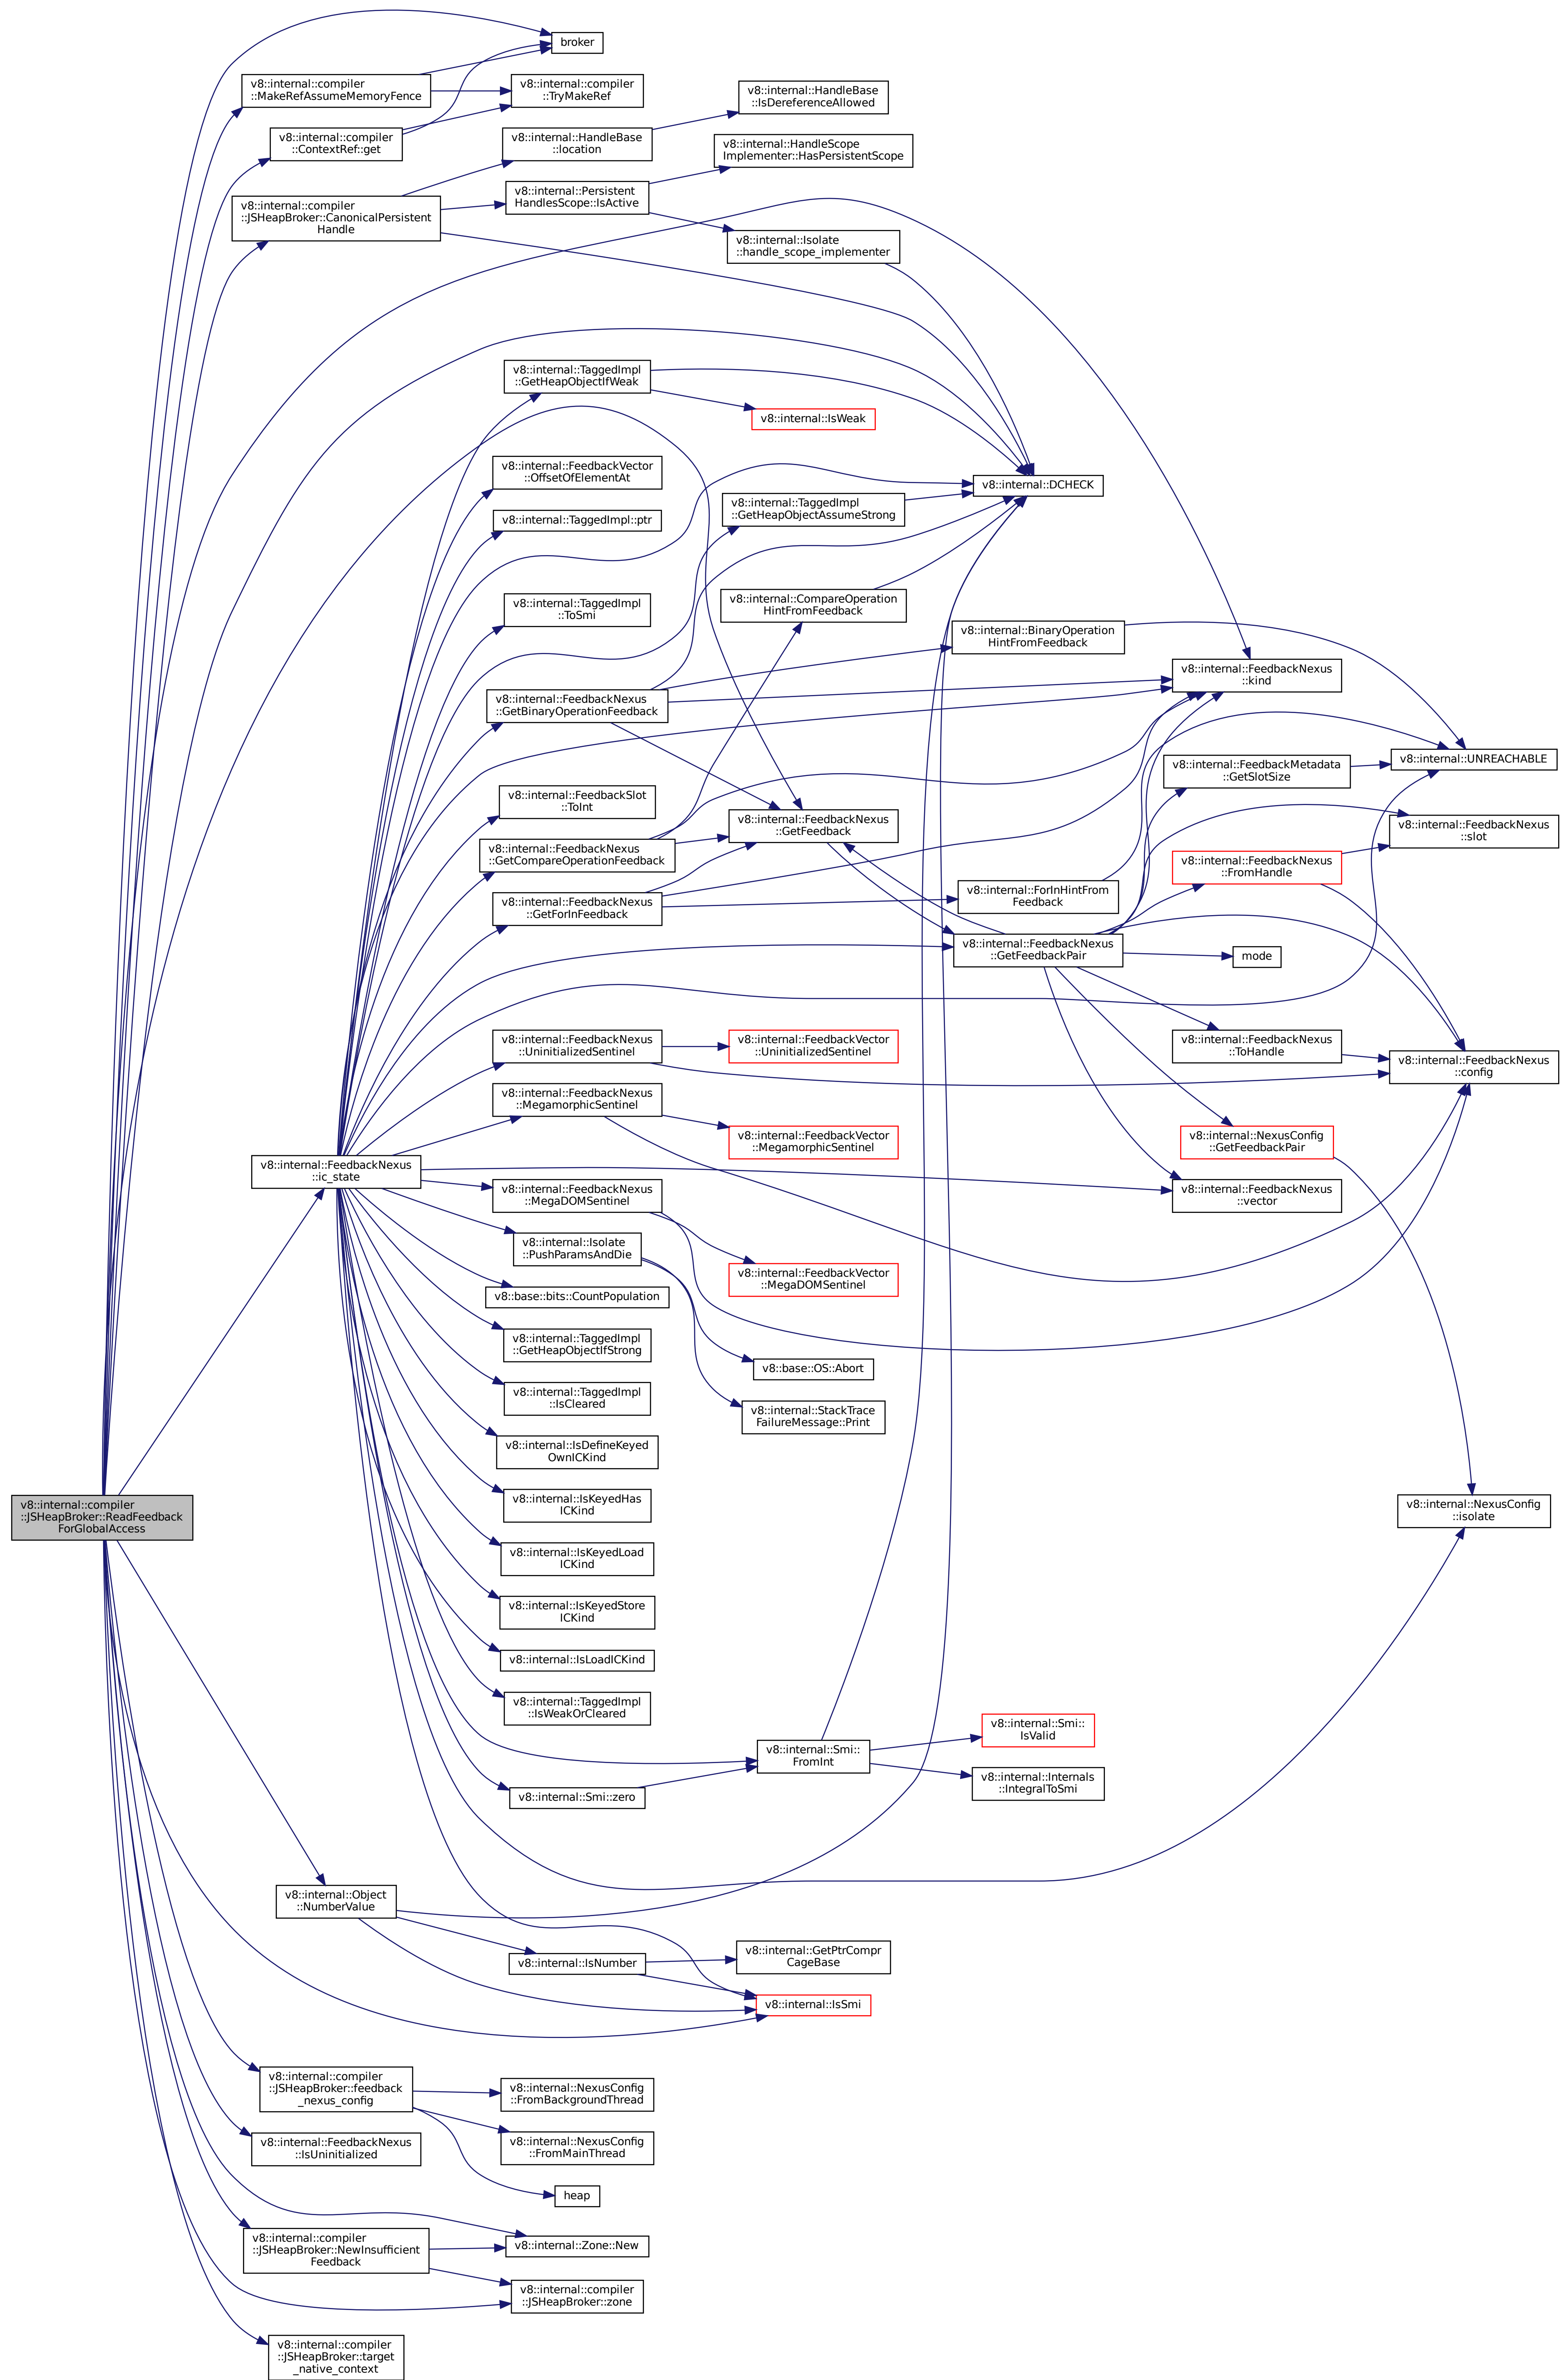 broker
v8::internal::compiler
::MakeRefAssumeMemoryFence
v8::internal::compiler
::TryMakeRef
v8::internal::HandleBase
::IsDereferenceAllowed
v8::internal::compiler
::ContextRef::get
v8::internal::HandleBase
::location
v8::internal::HandleScope
Implementer::HasPersistentScope
v8::internal::Persistent
HandlesScope::IsActive
v8::internal::compiler
::JSHeapBroker::CanonicalPersistent
Handle
v8::internal::Isolate
::handle_scope_implementer
v8::internal::TaggedImpl
::GetHeapObjectIfWeak
v8::internal::IsWeak
v8::internal::FeedbackVector
::OffsetOfElementAt
v8::internal::DCHECK
v8::internal::TaggedImpl
::GetHeapObjectAssumeStrong
v8::internal::TaggedImpl::ptr
v8::internal::TaggedImpl
::ToSmi
v8::internal::CompareOperation
HintFromFeedback
v8::internal::BinaryOperation
HintFromFeedback
v8::internal::FeedbackNexus
::kind
v8::internal::FeedbackNexus
::GetBinaryOperationFeedback
v8::internal::UNREACHABLE
v8::internal::FeedbackMetadata
::GetSlotSize
v8::internal::FeedbackSlot
::ToInt
v8::internal::FeedbackNexus
::GetFeedback
v8::internal::FeedbackNexus
::slot
v8::internal::FeedbackNexus
::GetCompareOperationFeedback
v8::internal::FeedbackNexus
::FromHandle
v8::internal::ForInHintFrom
Feedback
v8::internal::FeedbackNexus
::GetForInFeedback
v8::internal::FeedbackNexus
::GetFeedbackPair
mode
v8::internal::FeedbackNexus
::UninitializedSentinel
v8::internal::FeedbackVector
::UninitializedSentinel
v8::internal::FeedbackNexus
::ToHandle
v8::internal::FeedbackNexus
::config
v8::internal::FeedbackNexus
::MegamorphicSentinel
v8::internal::FeedbackVector
::MegamorphicSentinel
v8::internal::NexusConfig
::GetFeedbackPair
v8::internal::FeedbackNexus
::ic_state
v8::internal::FeedbackNexus
::MegaDOMSentinel
v8::internal::FeedbackNexus
::vector
v8::internal::Isolate
::PushParamsAndDie
v8::internal::FeedbackVector
::MegaDOMSentinel
v8::base::bits::CountPopulation
v8::internal::TaggedImpl
::GetHeapObjectIfStrong
v8::base::OS::Abort
v8::internal::TaggedImpl
::IsCleared
v8::internal::StackTrace
FailureMessage::Print
v8::internal::IsDefineKeyed
OwnICKind
v8::internal::IsKeyedHas
ICKind
v8::internal::compiler
::JSHeapBroker::ReadFeedback
ForGlobalAccess
v8::internal::NexusConfig
::isolate
v8::internal::IsKeyedLoad
ICKind
v8::internal::IsKeyedStore
ICKind
v8::internal::IsLoadICKind
v8::internal::TaggedImpl
::IsWeakOrCleared
v8::internal::Smi::
IsValid
v8::internal::Smi::
FromInt
v8::internal::Internals
::IntegralToSmi
v8::internal::Smi::zero
v8::internal::Object
::NumberValue
v8::internal::IsNumber
v8::internal::GetPtrCompr
CageBase
v8::internal::IsSmi
v8::internal::compiler
::JSHeapBroker::feedback
_nexus_config
v8::internal::NexusConfig
::FromBackgroundThread
v8::internal::FeedbackNexus
::IsUninitialized
v8::internal::NexusConfig
::FromMainThread
heap
v8::internal::compiler
::JSHeapBroker::NewInsufficient
Feedback
v8::internal::Zone::New
v8::internal::compiler
::JSHeapBroker::zone
v8::internal::compiler
::JSHeapBroker::target
_native_context